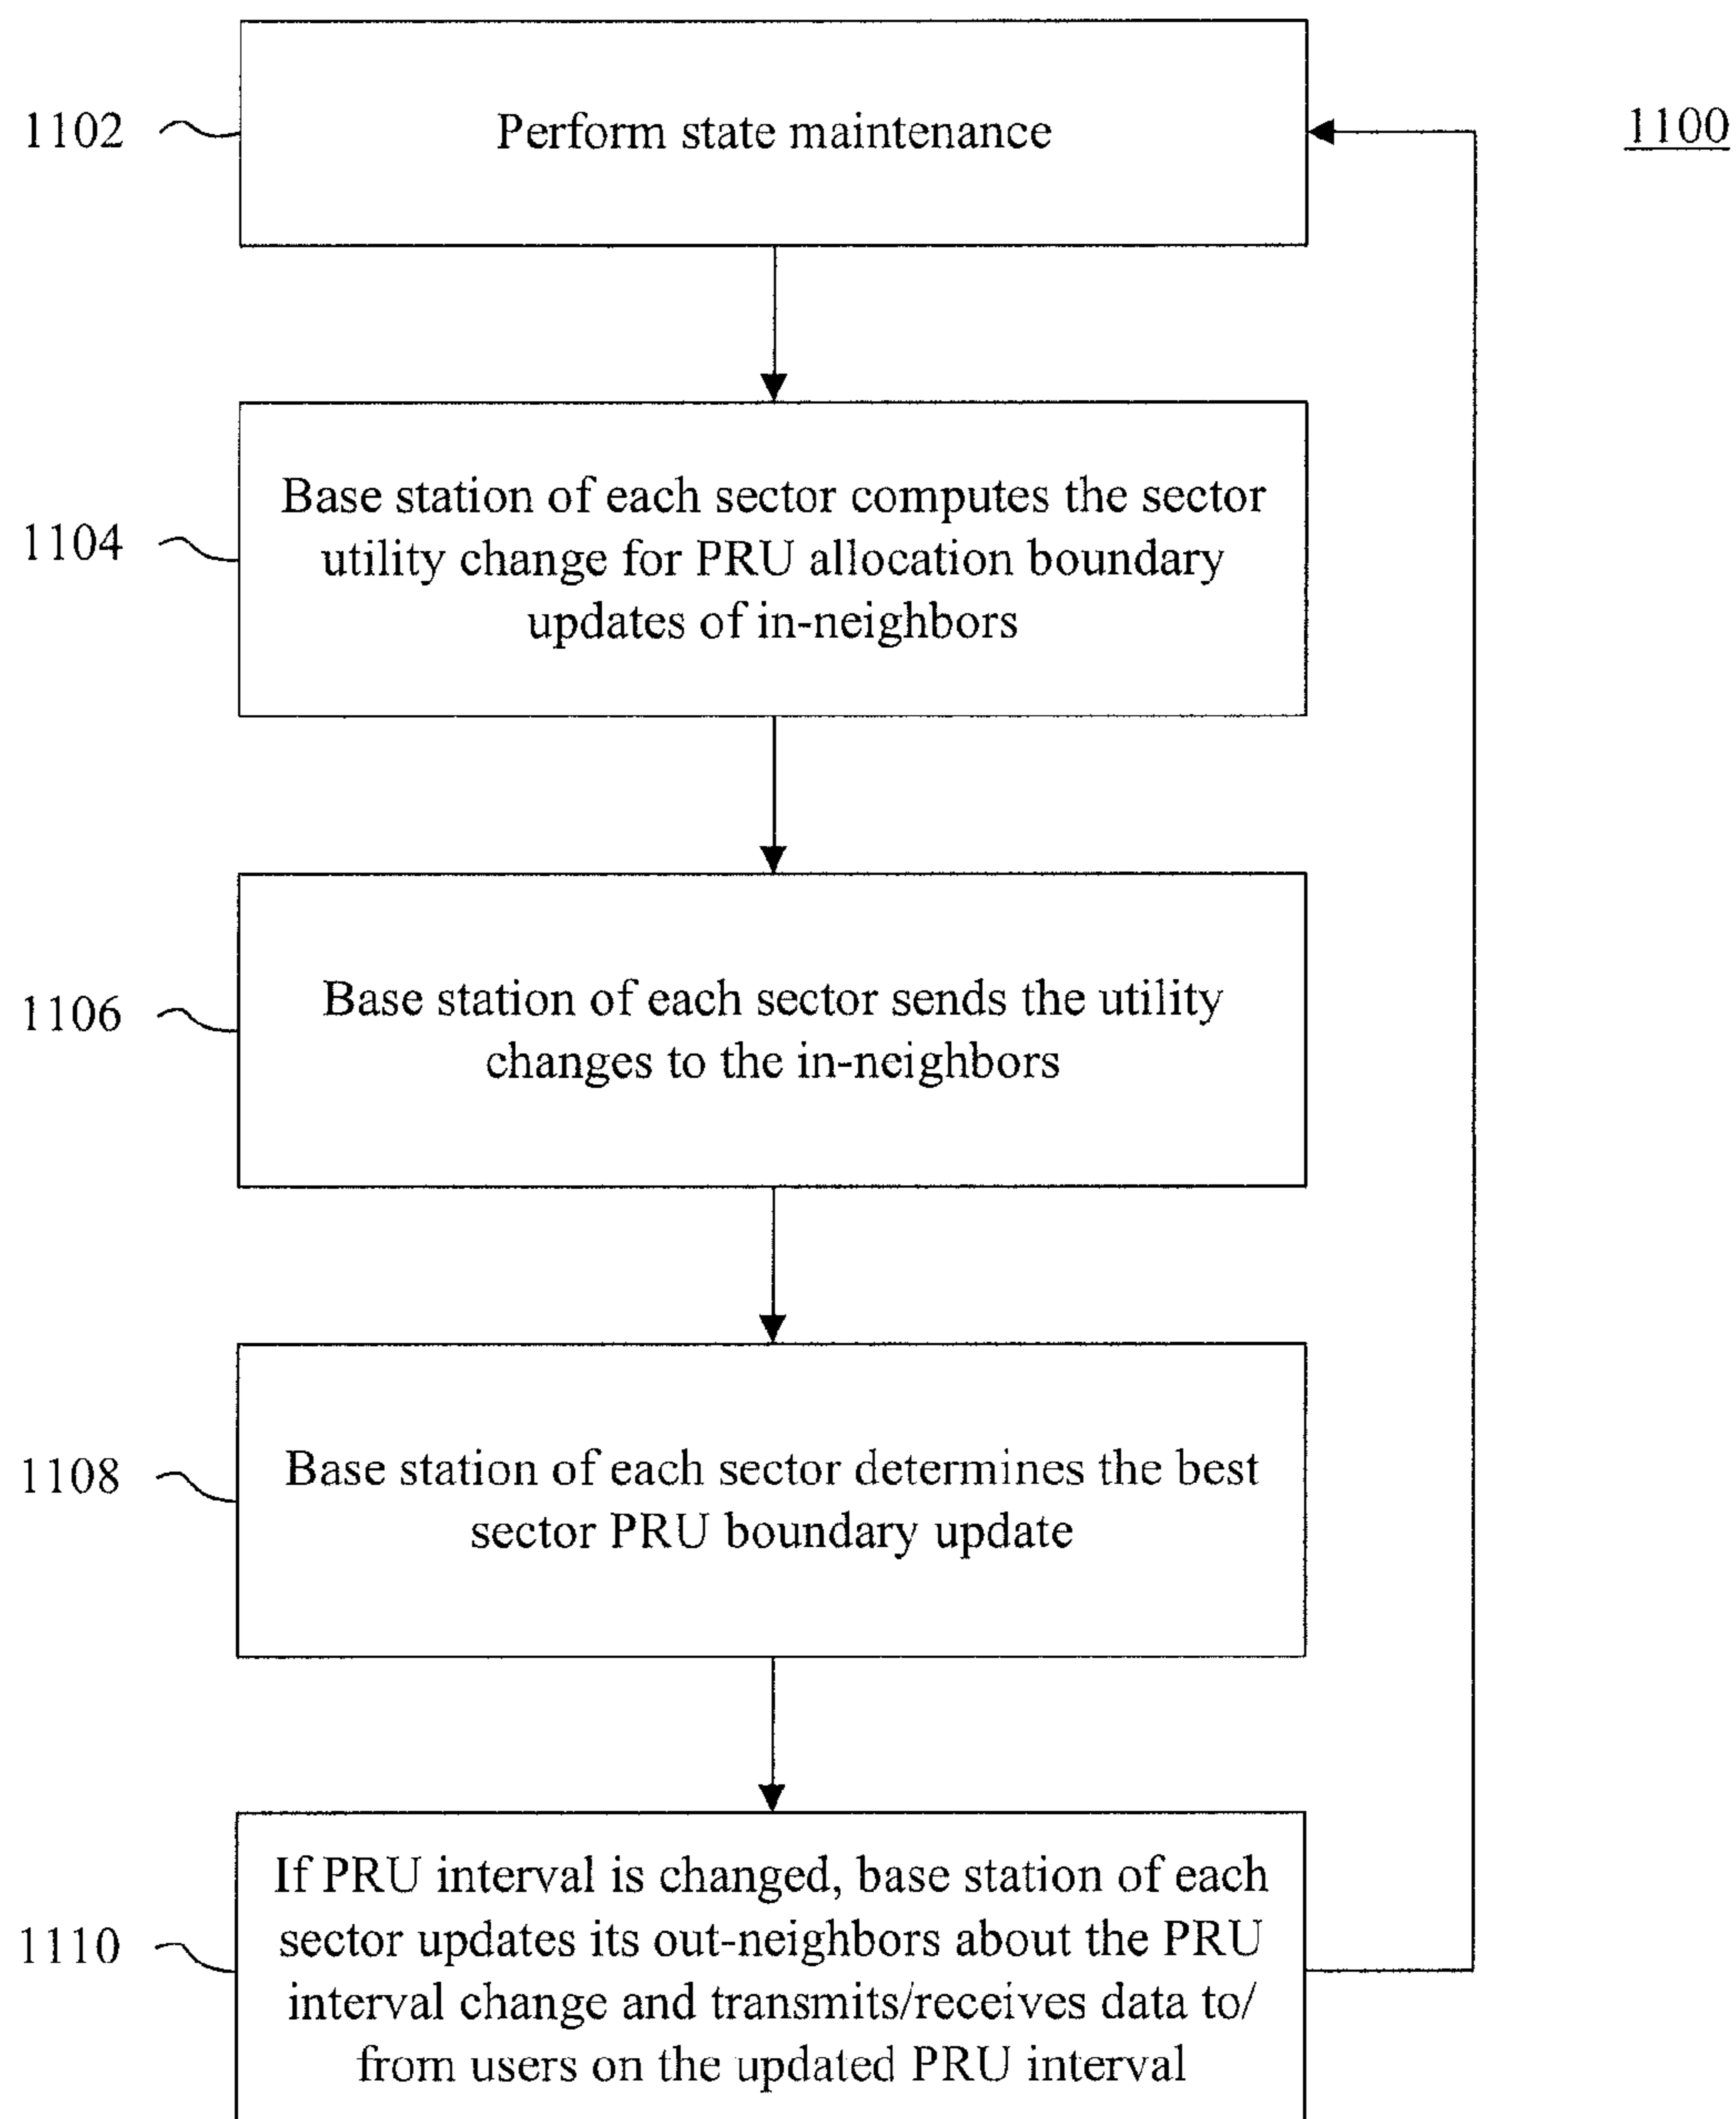 1100
1102
Perform state maintenance
1104
Base station of each sector computes the sector
utility change for PRU allocation boundary
updates of in-neighbors
1106
Base station of each sector sends the utility
changes to the in-neighbors
1108
Base station of each sector determines the best
sector PRU boundary update
1110
If PRU interval is changed, base station of each
sector updates its out-neighbors about the PRU
interval change and transmits/receives data to/
from users on the updated PRU interval